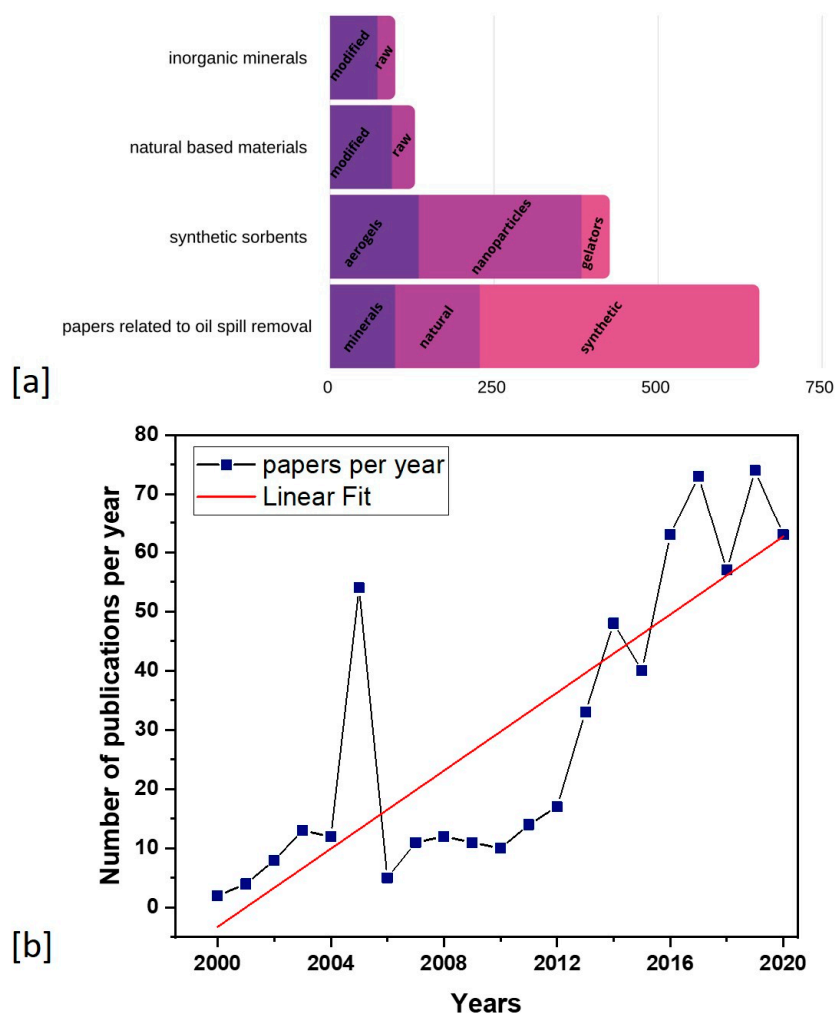 inorganic minerals
modified raw
natural based materials
modified raw
synthetic sorbents
aerogels nanoparticles gelators
papers related to oil spill removal
minerals natural synthetic
[a]
0 250 500 750
80
70
60
50
40
30
20
10
0
Number of publications per year
papers per year
Linear Fit
[b]
2000 2004 2008 2012 2016 2020
Years